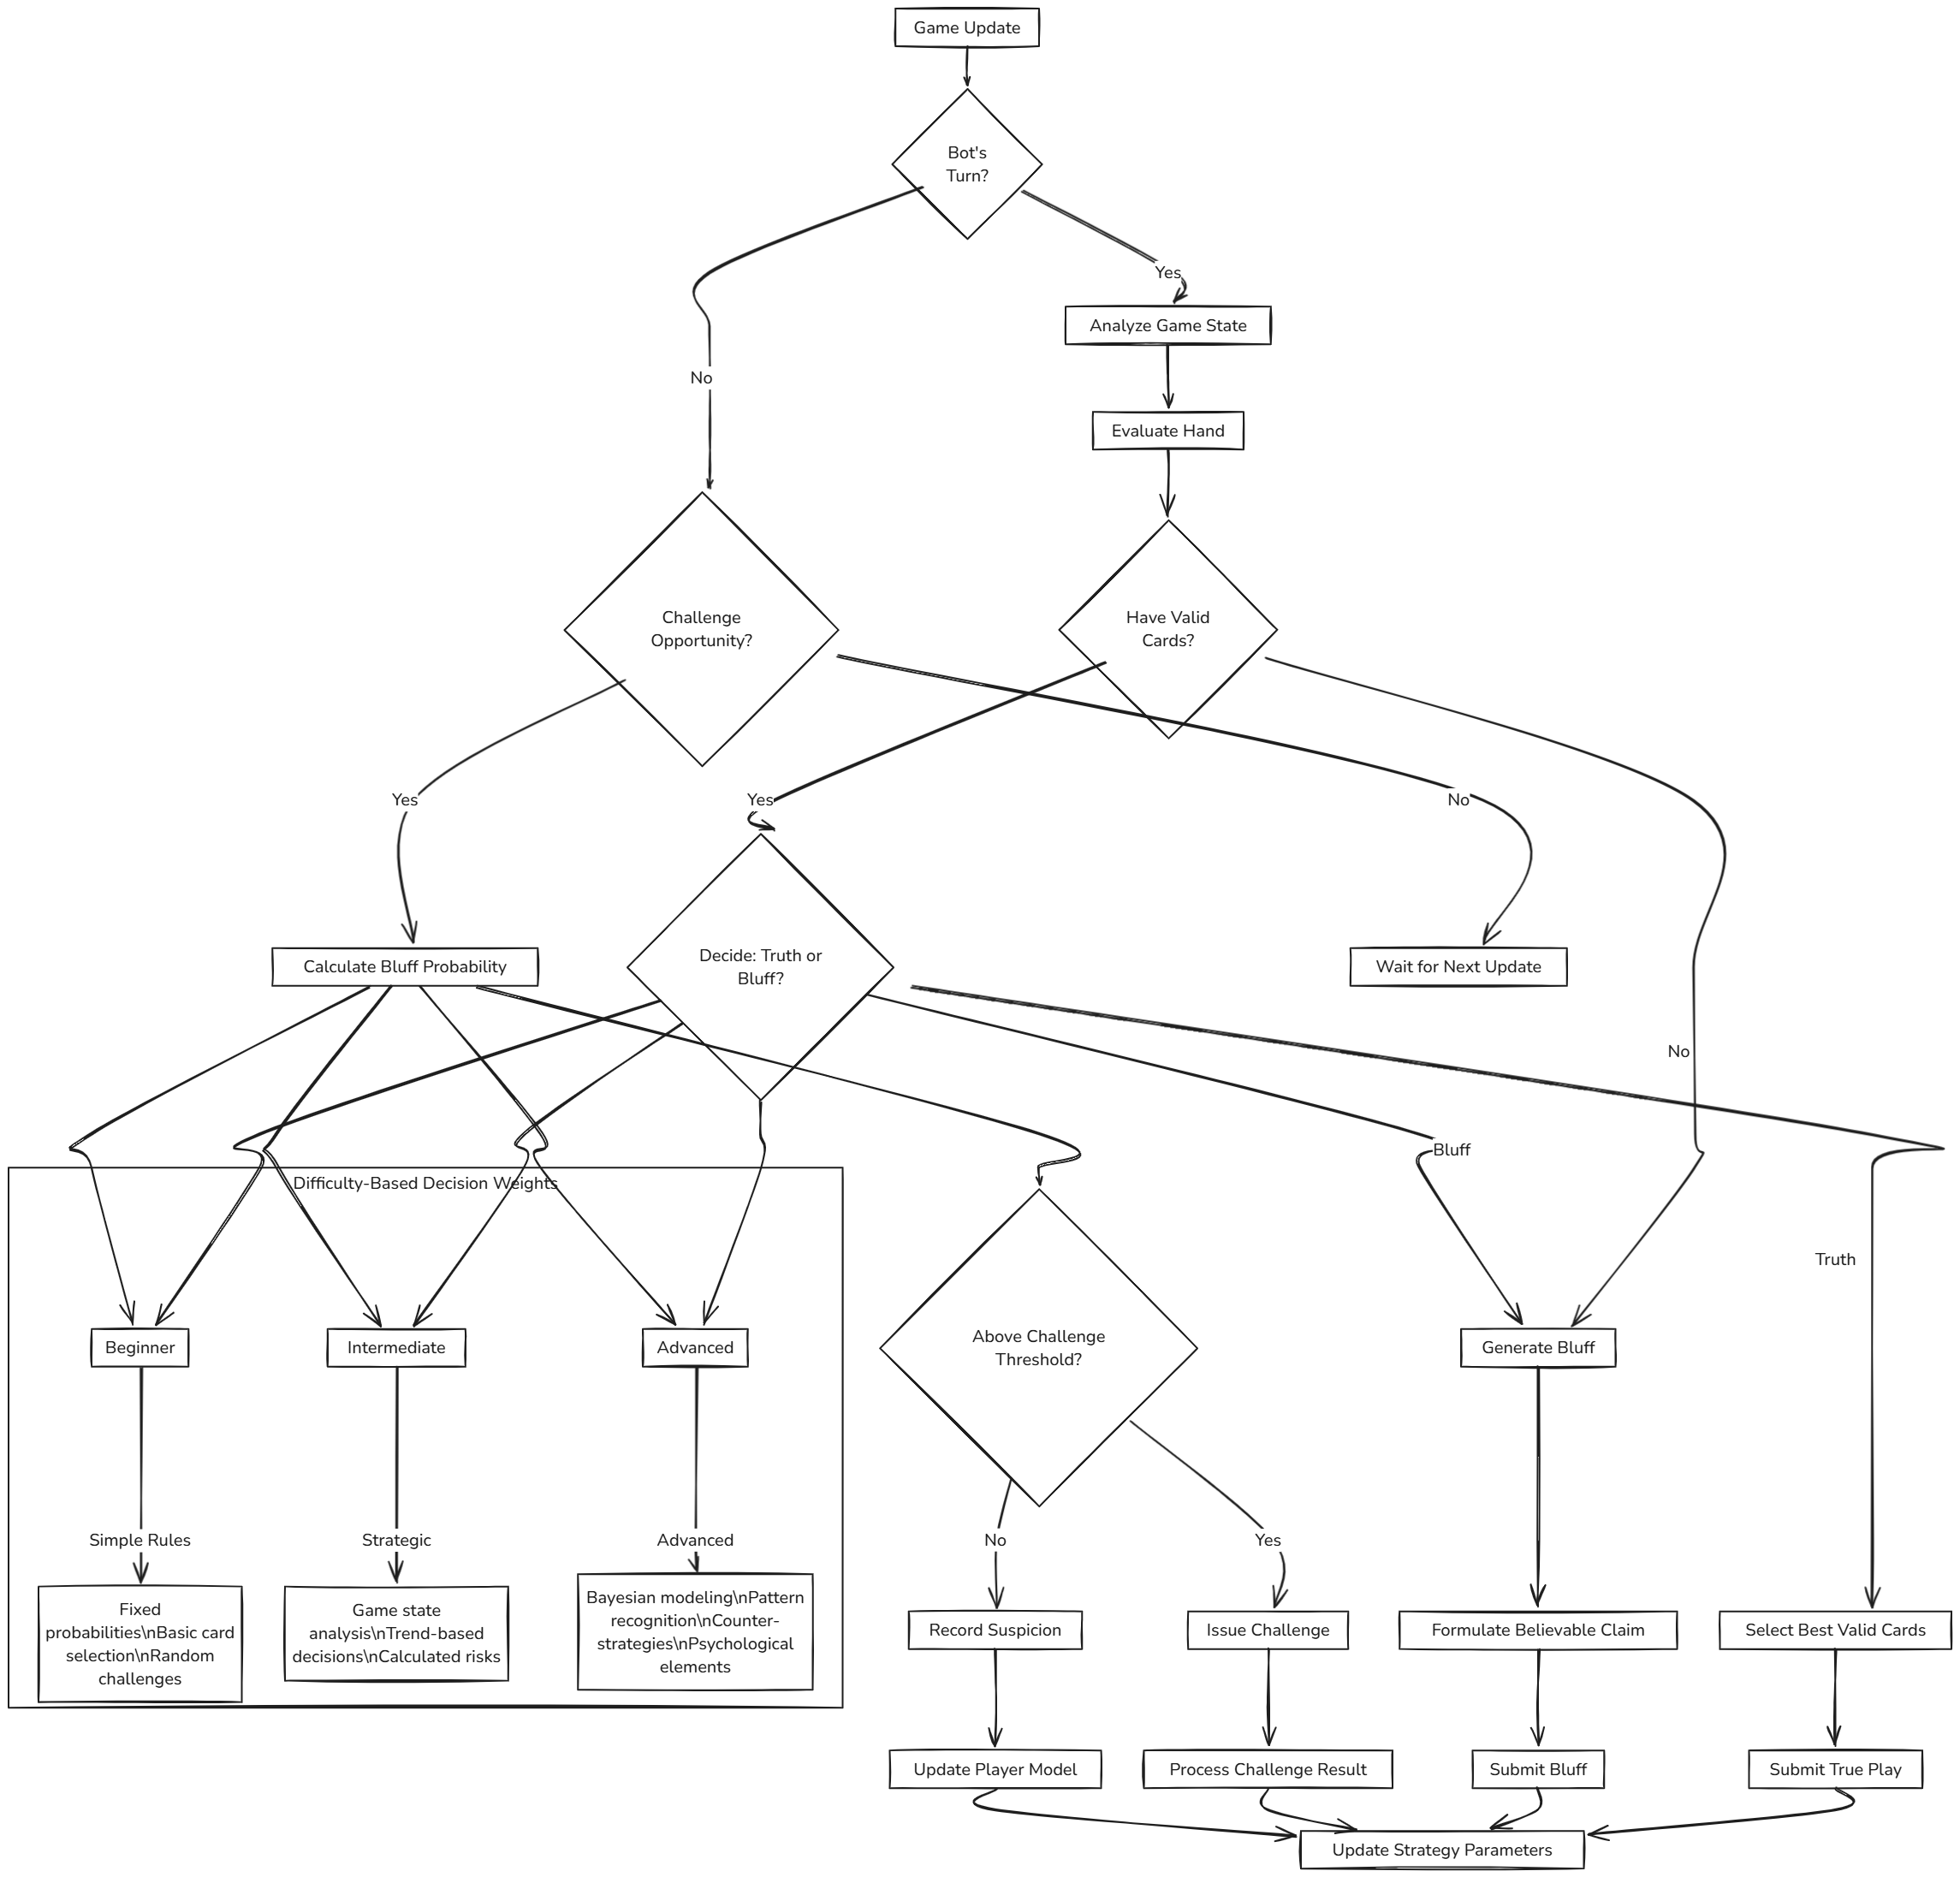 Game Update
Bot's
Turn?
Yes
Analyze Game State
No
Evaluate Hand
Challenge
Opportunity?
Have Valid
Cards?
Yes
Yes
No
Calculate Bluff Probability
Decide: Truth or
Bluff?
Wait for Next Update
No
Bluff
Difficulty-Based Decision Weights
Truth
Beginner
Intermediate
Advanced
Above Challenge
Threshold?
Generate Bluff
Simple Rules
Strategic
Advanced
No
Yes
Fixed
probabilities\nBasic card
selection\nRandom
challenges
Game state
analysis\nTrend-based
decisions\nCalculated risks
Bayesian modeling\nPattern
recognition\nCounter-
strategies\nPsychological
elements
Record Suspicion
Issue Challenge
Formulate Believable Claim
Select Best Valid Cards
Update Player Model
Process Challenge Result
Submit Bluff
Submit True Play
Update Strategy Parameters